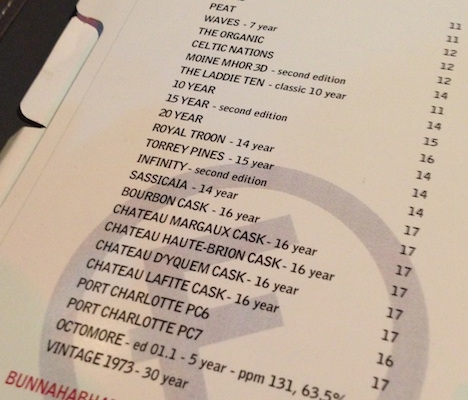 11
PEAT 11
WAVES - 7 year 12
THE ORGANIC 12
CELTIC NATIONS 12
MOINE MHOR 3D - second edition 14
THE LADDIE TEN - classic 10 year 11
10 YEAR 14
15 YEAR - second edition 15
20 YEAR 16
ROYAL TROON - 14 year 14
TORREY PINES - 15 year 14
INFINITY - second edition 14
SASSICAIA - 14 year 17
BOURBON CASK - 16 year 17
CHATEAU MARGAUX CASK - 16 year 17
CHATEAU HAUTE-BRION CASK - 16 year 17
CHATEAU D'YQUEM CASK - 16 year 17
CHATEAU LAFITE CASK - 16 year 17
PORT CHARLOTTE PC6 16
PORT CHARLOTTE PC7 17
OCTOMORE - ed 01.1 - 5 year - ppm 131, 63.5%
VINTAGE 1973 - 30 year